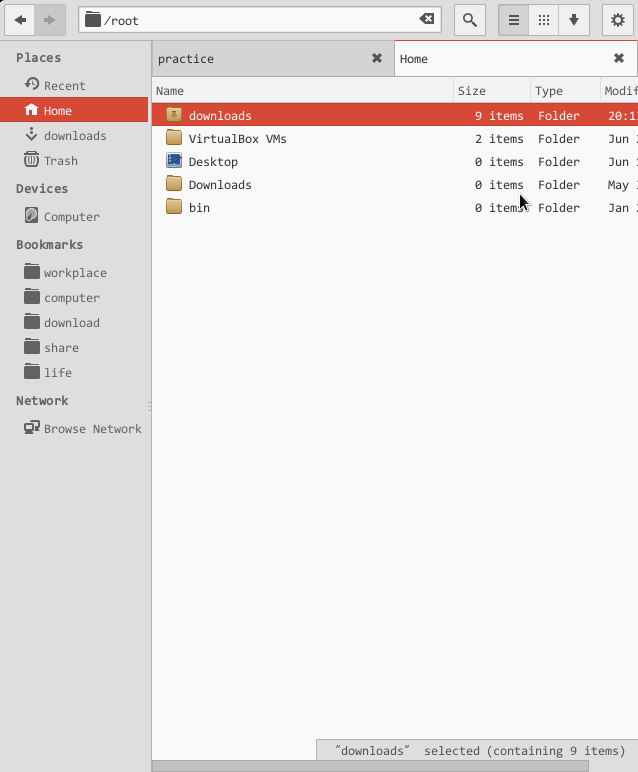 /root
Places
Recent
Home
downloads
Trash
Devices
Computer
Bookmarks
workplace
computer
download
share
life
Network
Browse Network
practice
Home
Name Size Type Modif
downloads 9 items Folder 20:1
VirtualBox VMs 2 items Folder Jun
Desktop 0 items Folder Jun
Downloads 0 items Folder May
bin 0 items Folder Jan
"downloads" selected (containing 9 items)